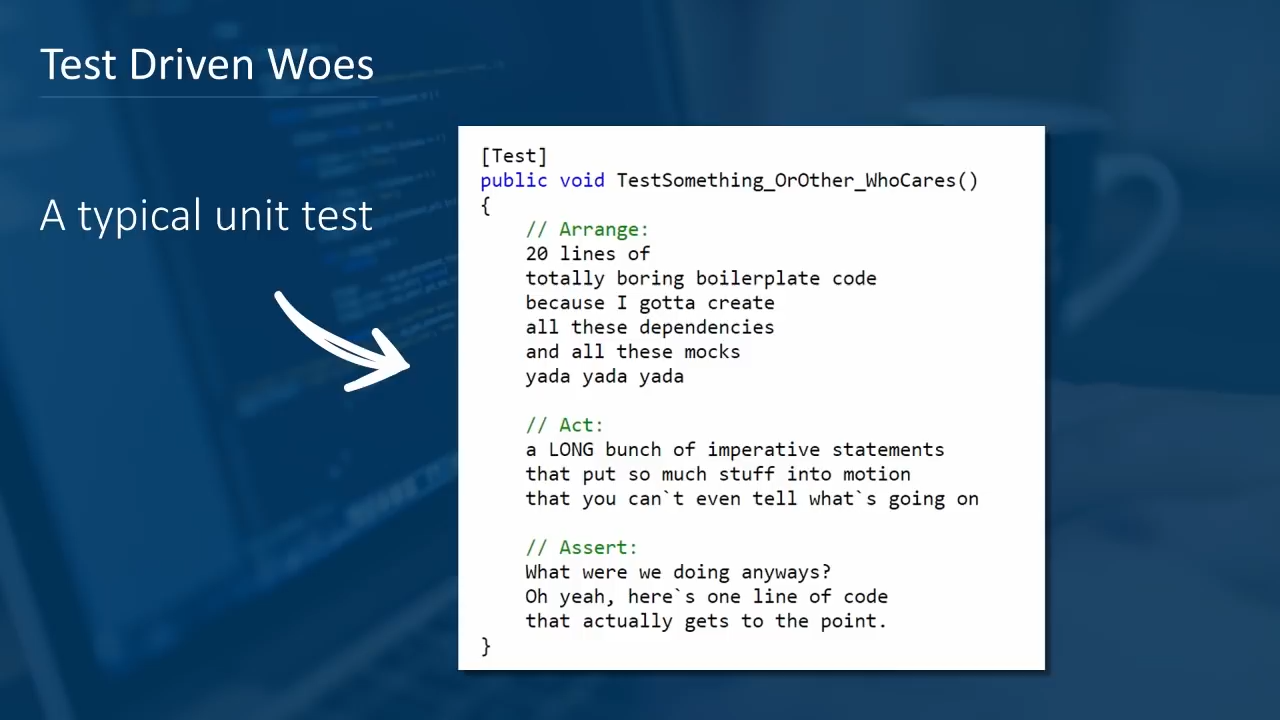 Test Driven Woes
A typical unit test
[Test]
public void TestSomething_OrOther_WhoCares()
{
// Arrange:
20 lines of
totally boring boilerplate code
because I gotta create
all these dependencies
and all these mocks
yada yada yada
// Act:
a LONG bunch of imperative statements
that put so much stuff into motion
that you can`t even tell what`s going on
// Assert:
What were we doing anyways?
Oh yeah, here`s one line of code
that actually gets to the point.
}